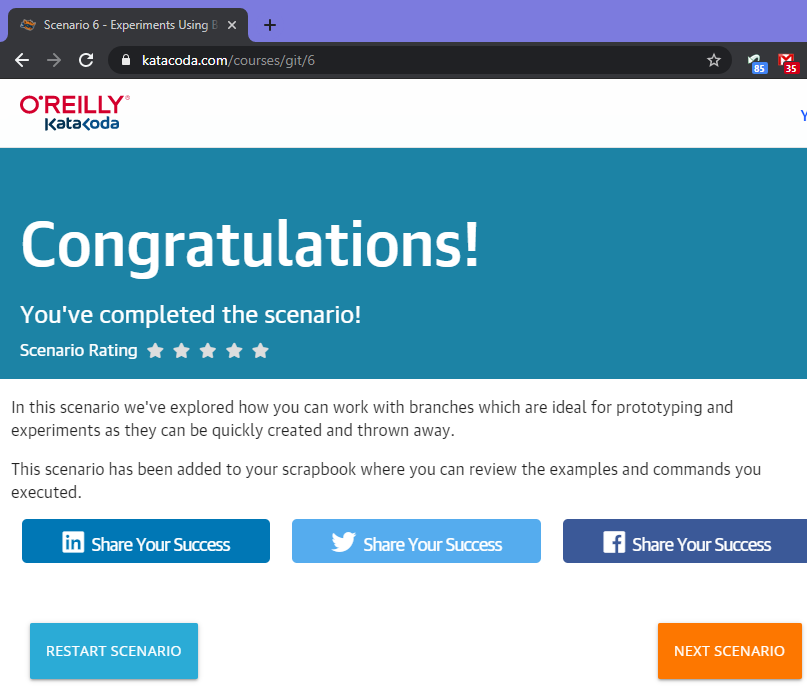 Scenario 6 - Experiments Using B
katacoda.com/courses/git/6
85
35
O'REILLY®
KataKoda
Y
Congratulations!
You've completed the scenario!
Scenario Rating
In this scenario we've explored how you can work with branches which are ideal for prototyping and
experiments as they can be quickly created and thrown away.
This scenario has been added to your scrapbook where you can review the examples and commands you
executed.
in Share Your Success
Share Your Success
f Share Your Success
RESTART SCENARIO
NEXT SCENARIO